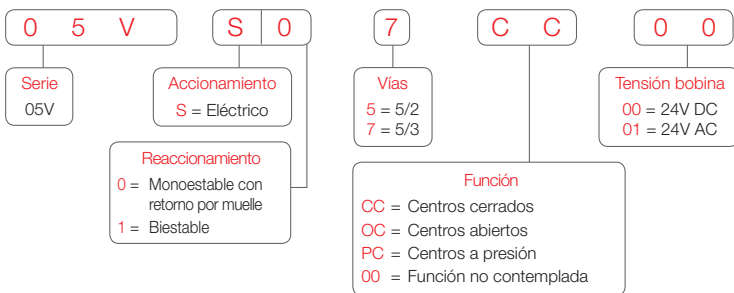 0 5 V S 0 7 C C 0 0
Serie
05V
Accionamiento
S = Eléctrico
Vías
5 = 5/2
7 = 5/3
Tensión bobina
00 = 24V DC
01 = 24V AC
Reaccionamiento
0 = Monoestable con
retorno por muelle
1 = Biestable
Función
CC = Centros cerrados
OC = Centros abiertos
PC = Centros a presión
00 = Función no contemplada